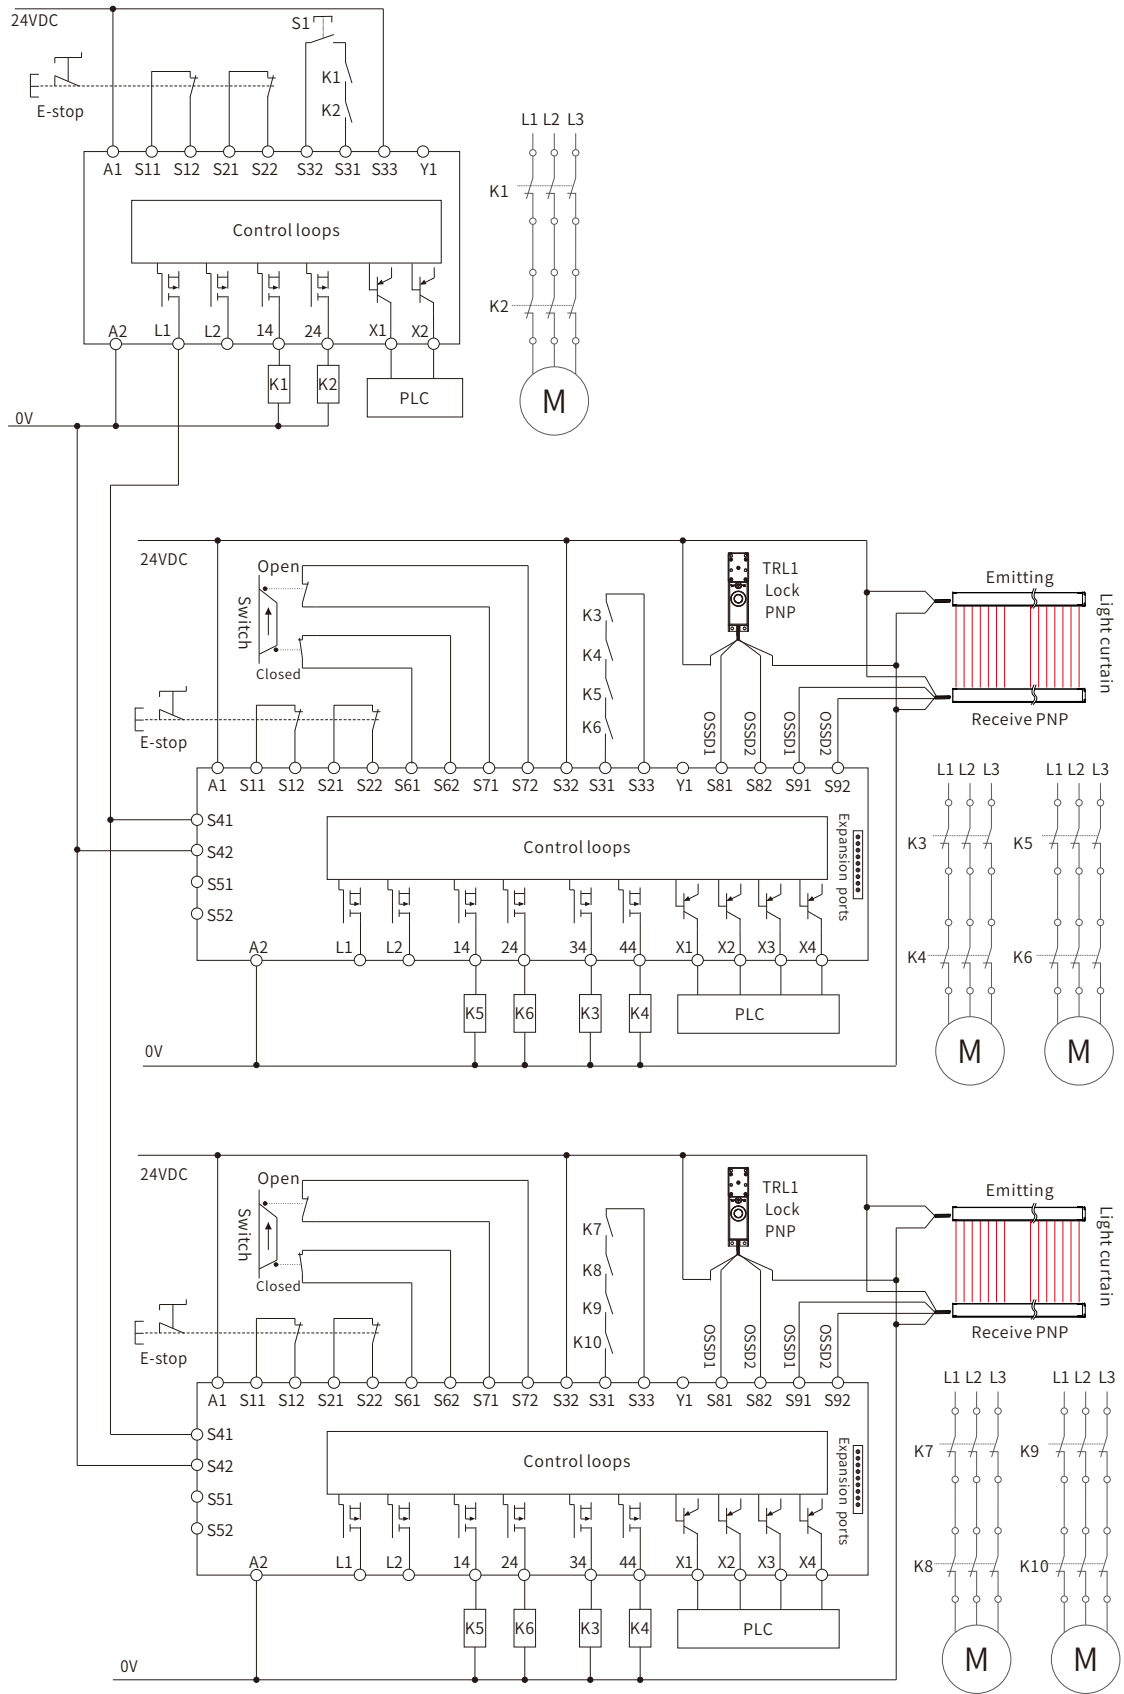 24VDC
S1
K1
K2
E-stop
A1 S11 S12 S21 S22 S32 S31 S33 Y1
Control loops
A2 L1 L2 14 24 X1 X2
K1 K2
PLC
0V
L1 L2 L3
K1
K2
M
24VDC
Open
Switch
Closed
E-stop
K3
K4
K5
K6
TRL1
Lock
PNP
OSSD1 OSSD2 OSSD1 OSSD2
Emitting
Light curtain
Receive PNP
A1 S11 S12 S21 S22 S61 S62 S71 S72 S32 S31 S33 Y1 S81 S82 S91 S92
S41
S42
S51
S52
Control loops
Expansion ports
A2 L1 L2 14 24 34 44 X1 X2 X3 X4
K5 K6 K3 K4
PLC
0V
L1 L2 L3 L1 L2 L3
K3 K5
K4 K6
M M
24VDC
Open
Switch
Closed
E-stop
K7
K8
K9
K10
TRL1
Lock
PNP
OSSD1 OSSD2 OSSD1 OSSD2
Emitting
Light curtain
Receive PNP
A1 S11 S12 S21 S22 S61 S62 S71 S72 S32 S31 S33 Y1 S81 S82 S91 S92
S41
S42
S51
S52
Control loops
Expansion ports
A2 L1 L2 14 24 34 44 X1 X2 X3 X4
K5 K6 K3 K4
PLC
0V
L1 L2 L3 L1 L2 L3
K7 K9
K8 K10
M M